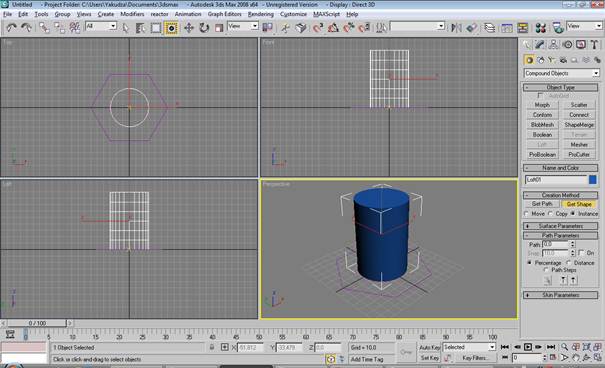 Untitled - Project Folder: C:\Users\Yakudza\Documents\3dsmax - Autodesk 3ds Max 2008 x64 - Unregistered Version - Display : Direct 3D
File Edit Tools Group Views Create Modifiers reactor Animation Graph Editors Rendering Customize MAXScript Help
All View View
Top
Front
Left
Perspective
Compound Objects
Object Type
AutoGrid
Morph Scatter
Conform Connect
BlobMesh ShapeMerge
Boolean Terrain
Loft Mesher
ProBoolean ProCutter
Name and Color
Loft01
Creation Method
Get Path Get Shape
Move Copy Instance
Surface Parameters
Path Parameters
Path: 0,0
Snap: 10,0 On
Percentage Distance
Path Steps
Skin Parameters
0 / 100
0 5 10 15 20 25 30 35 40 45 50 55 60 65 70 75 80 85 90 95 100
1 Object Selected X: -51,812 Y: -33,479 Z: 0,0 Grid = 10,0 Auto Key Selected
Click or click-and-drag to select objects Add Time Tag Set Key Key Filters... 0